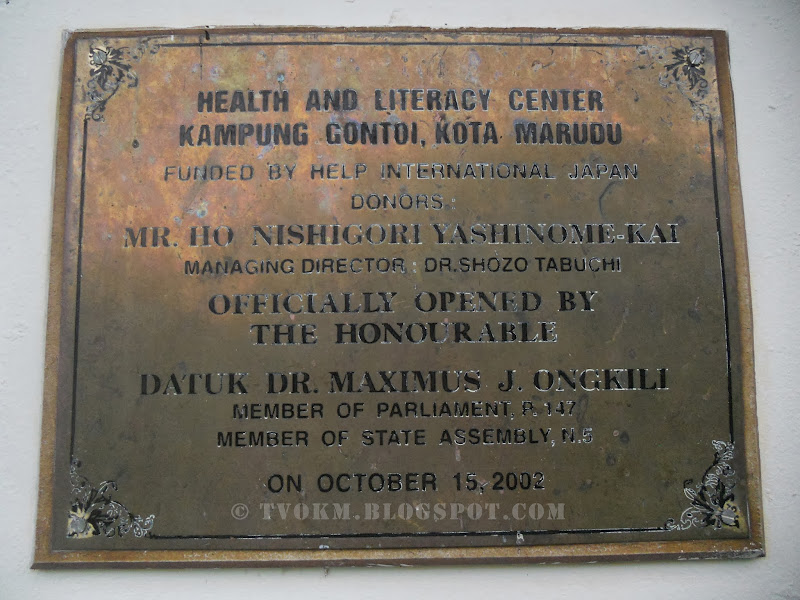 HEALTH AND LITERACY CENTER
KAMPUNG GONTOI, KOTA MARUDU
FUNDED BY HELP INTERNATIONAL JAPAN
DONORS :
MR. HO NISHIGORI YASHINOME-KAI
MANAGING DIRECTOR : DR.SHOZO TABUCHI
OFFICIALLY OPENED BY
THE HONOURABLE
DATUK DR. MAXIMUS J. ONGKILI
MEMBER OF PARLIAMENT, P. 147
MEMBER OF STATE ASSEMBLY, N.5
ON OCTOBER 15, 2002
© TVOKM.BLOGSPOT.COM